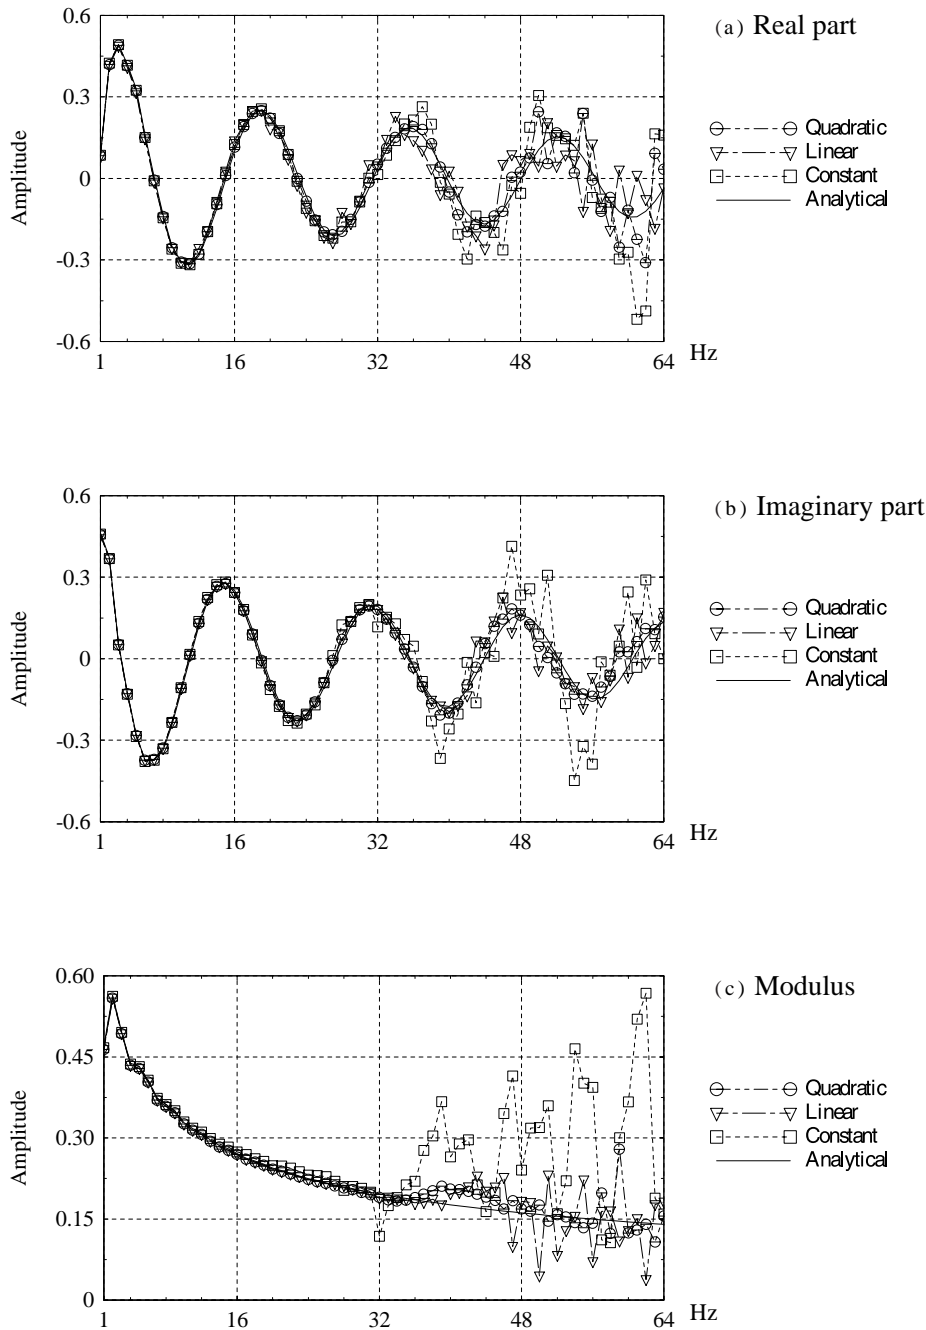 (a) Real part
0.6
0.3
0
-0.3
-0.6
Amplitude
1 16 32 48 64 Hz
Quadratic
Linear
Constant
Analytical
(b) Imaginary part
0.6
0.3
0
-0.3
-0.6
Amplitude
1 16 32 48 64 Hz
Quadratic
Linear
Constant
Analytical
(c) Modulus
0.60
0.45
0.30
0.15
0
Amplitude
1 16 32 48 64 Hz
Quadratic
Linear
Constant
Analytical